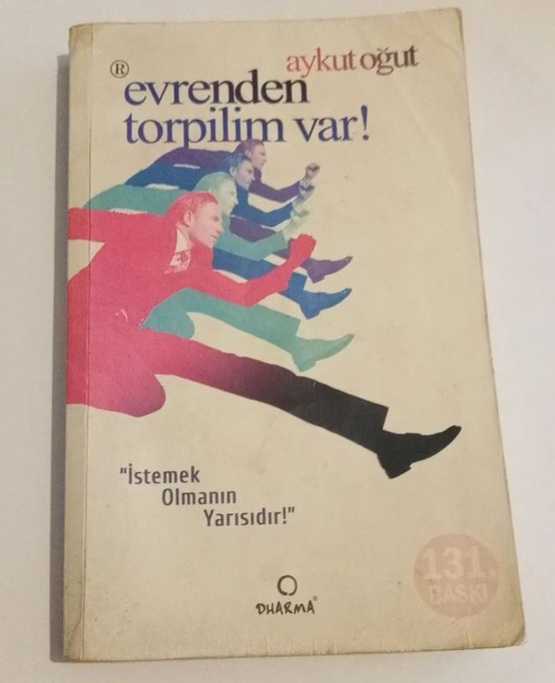 aykut oğut
®
evrenden
torpilim var!
"İstemek
Olmanın
Yarısıdır!"
131.
BASKI
DHARMA®